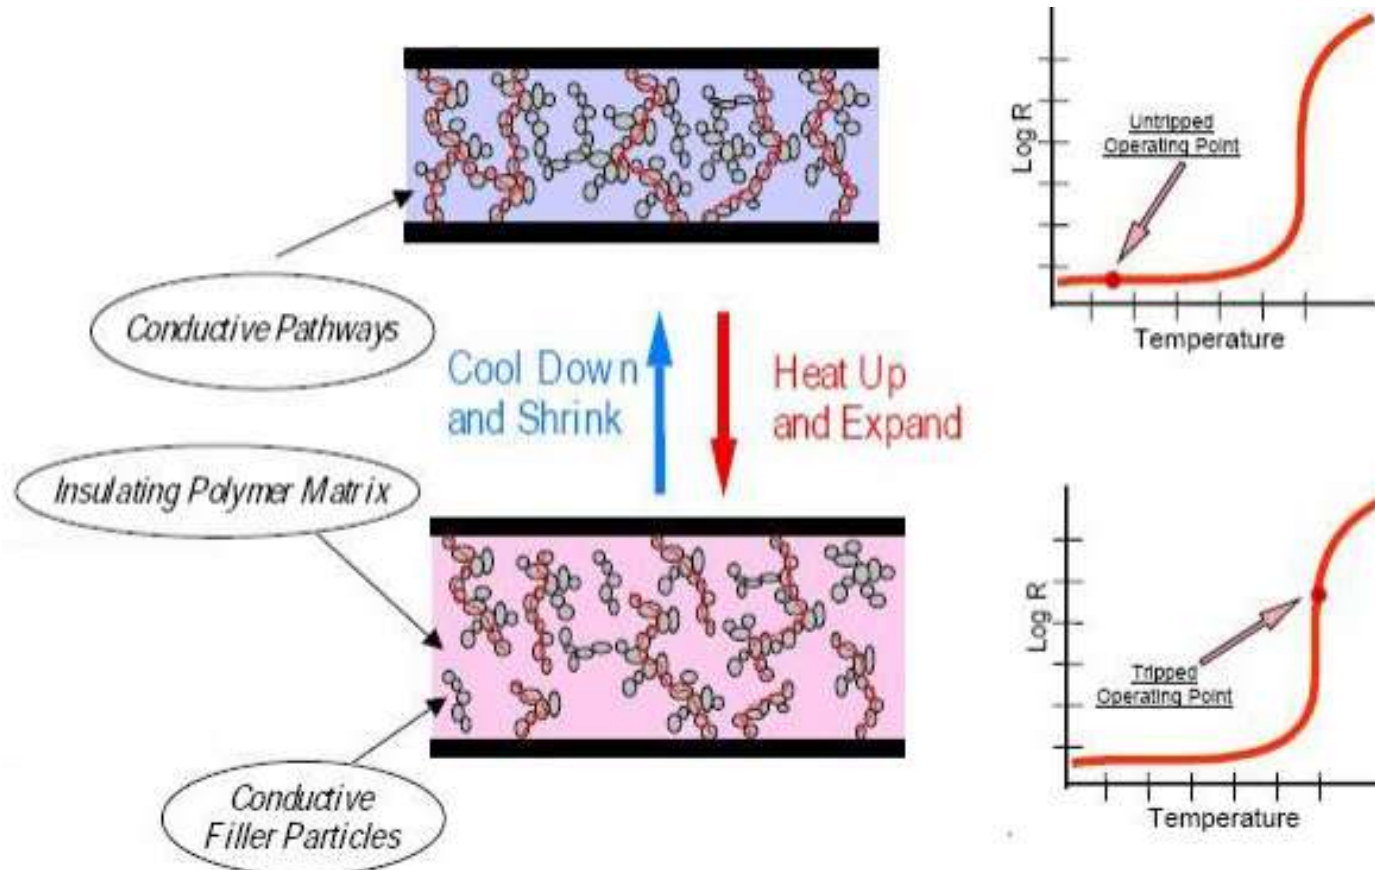 Log R
Untripped
Operating Point
Temperature
Conductive Pathways
Cool Down
and Shrink
Heat Up
and Expand
Insulating Polymer Matrix
Log R
Tripped
Operating Point
Temperature
Conductive
Filler Particles